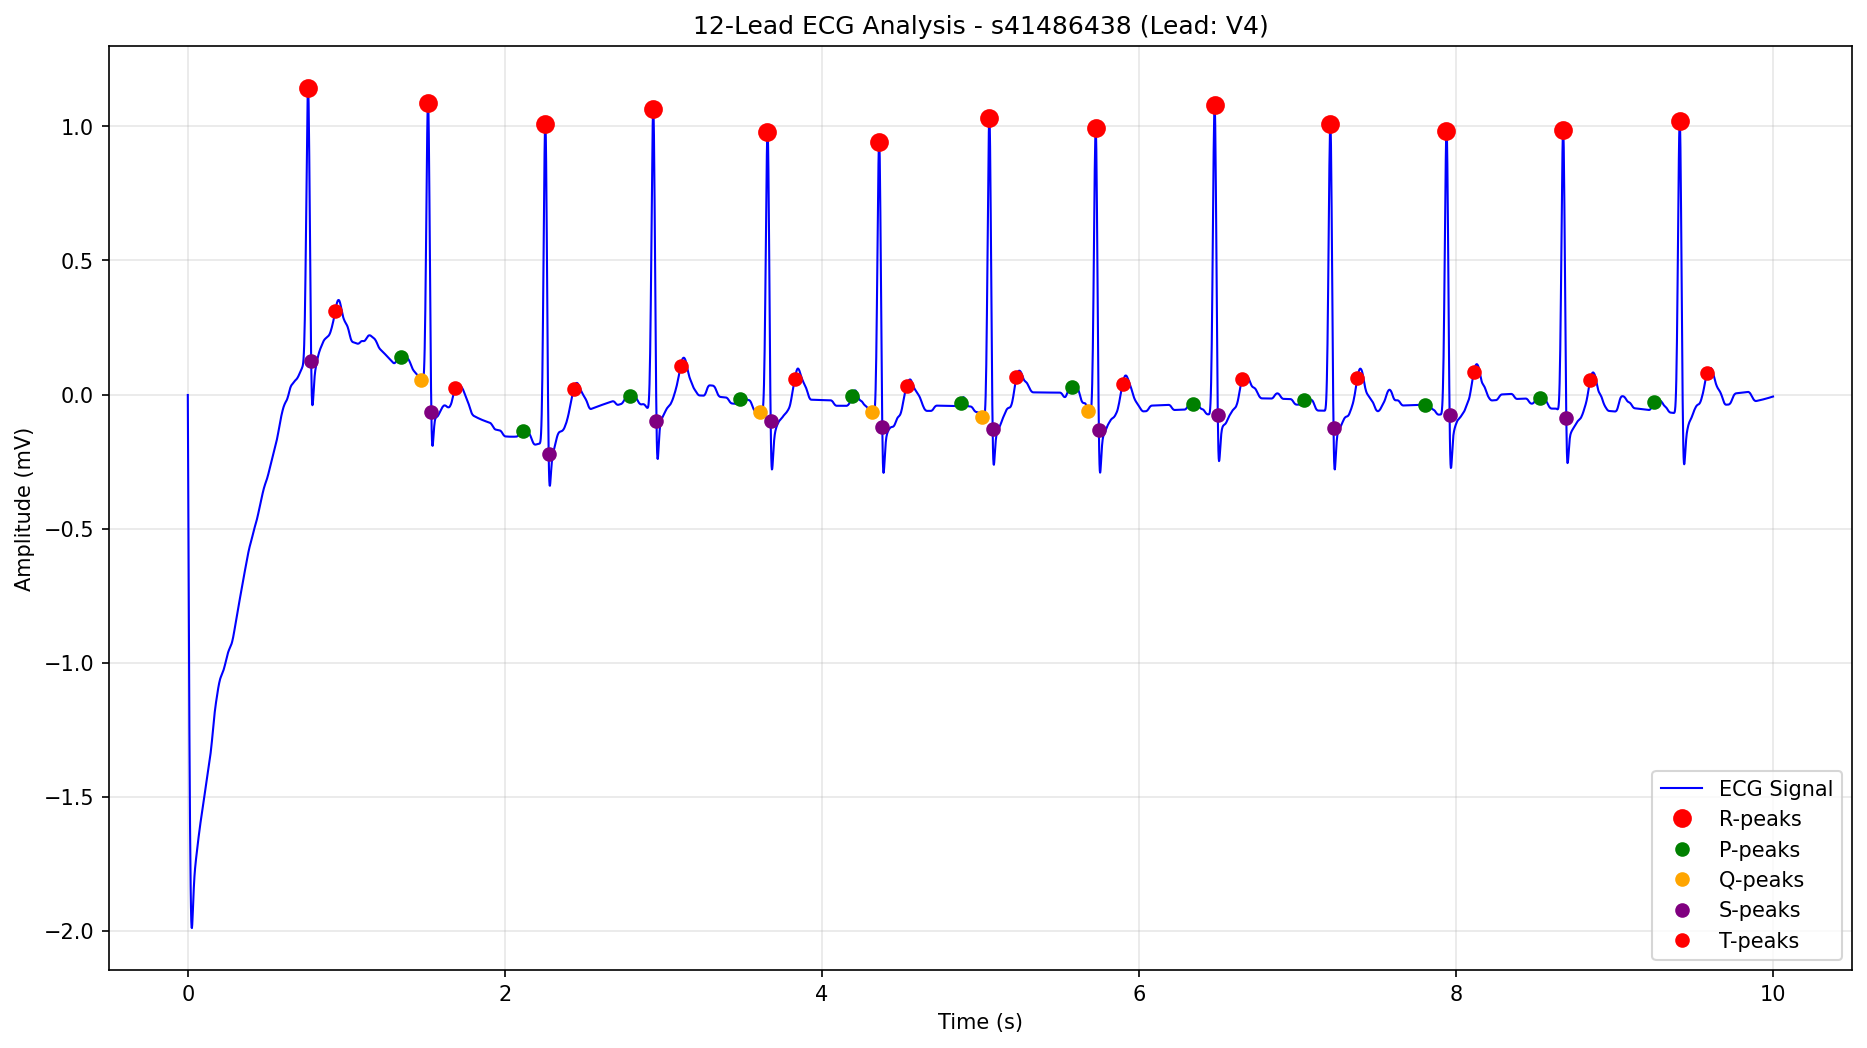 12-Lead ECG Analysis - s41486438 (Lead: V4)
Amplitude (mV)
1.0
0.5
0.0
−0.5
−1.0
−1.5
−2.0
0 2 4 6 8 10
Time (s)
ECG Signal
R-peaks
P-peaks
Q-peaks
S-peaks
T-peaks